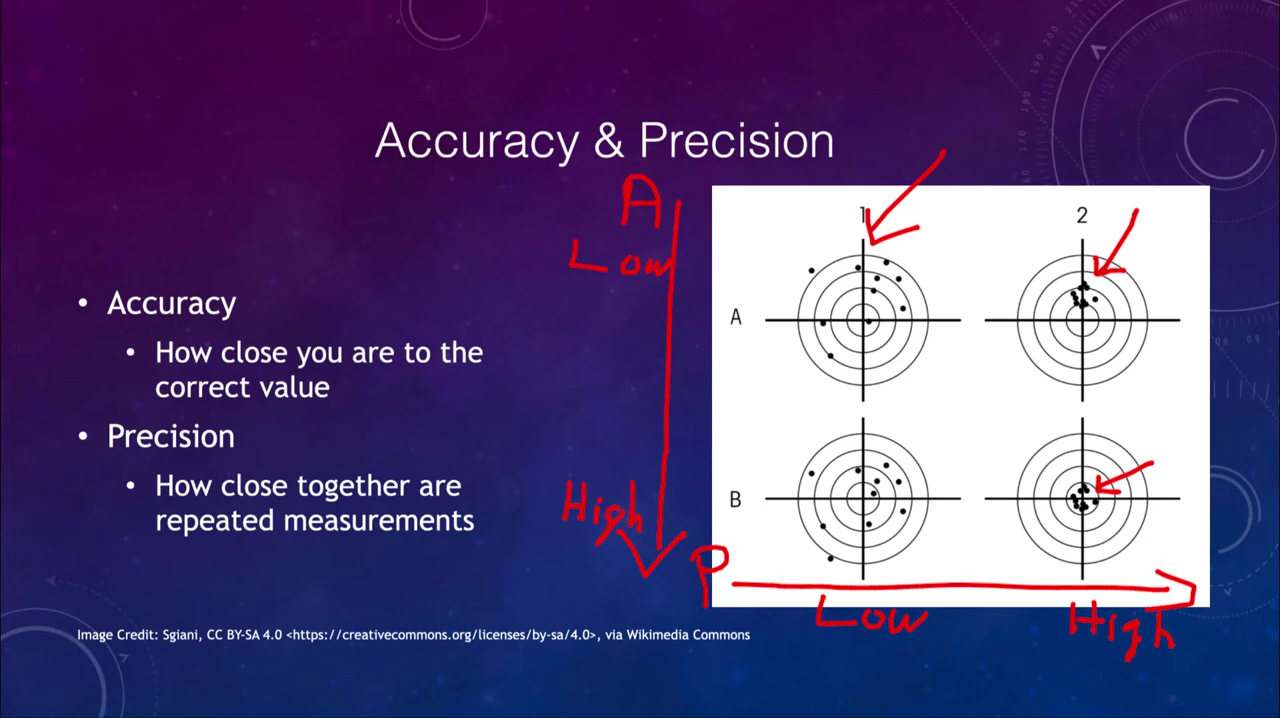 Accuracy & Precision
• Accuracy
• How close you are to the
correct value
• Precision
• How close together are
repeated measurements
A
Low
High
P
Low
High
1
2
A
B
Image Credit: Sgiani, CC BY-SA 4.0 <https://creativecommons.org/licenses/by-sa/4.0>, via Wikimedia Commons